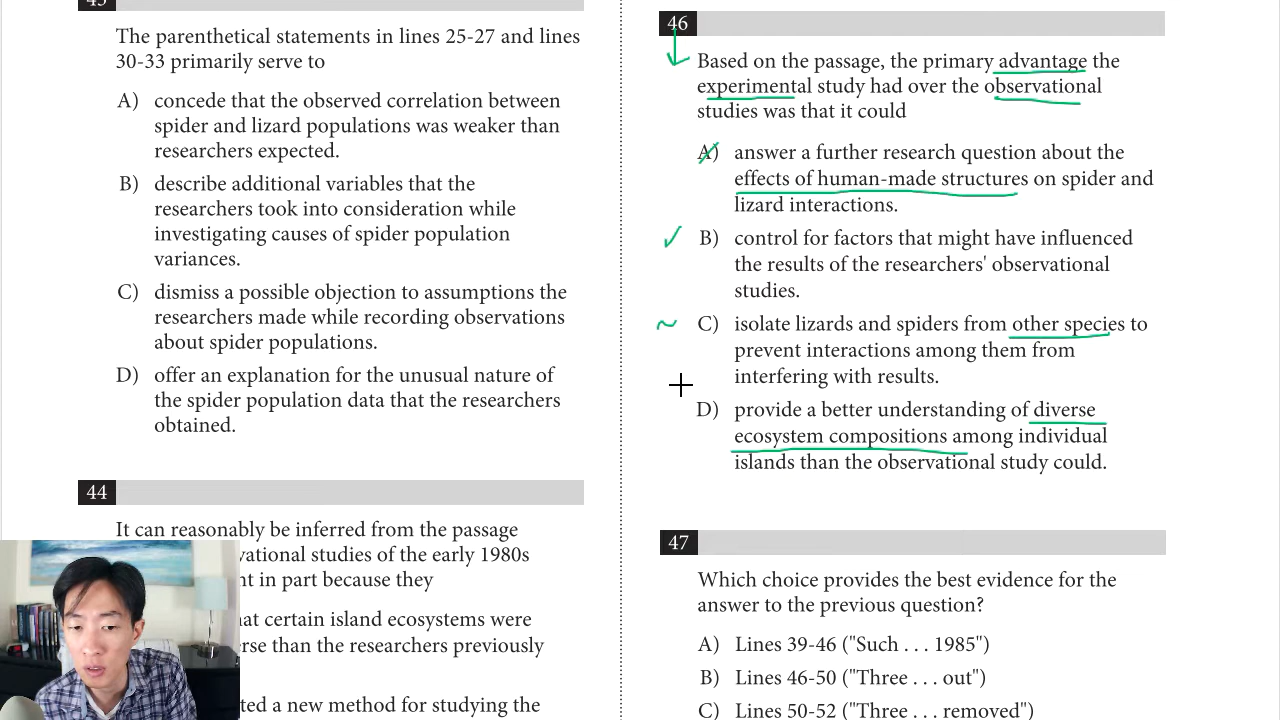 43
The parenthetical statements in lines 25-27 and lines
30-33 primarily serve to
A) concede that the observed correlation between
spider and lizard populations was weaker than
researchers expected.
B) describe additional variables that the
researchers took into consideration while
investigating causes of spider population
variances.
C) dismiss a possible objection to assumptions the
researchers made while recording observations
about spider populations.
D) offer an explanation for the unusual nature of
the spider population data that the researchers
obtained.
44
It can reasonably be inferred from the passage
vational studies of the early 1980s
nt in part because they
hat certain island ecosystems were
erse than the researchers previously
ted a new method for studying the
46
Based on the passage, the primary advantage the
experimental study had over the observational
studies was that it could
A) answer a further research question about the
effects of human-made structures on spider and
lizard interactions.
B) control for factors that might have influenced
the results of the researchers' observational
studies.
C) isolate lizards and spiders from other species to
prevent interactions among them from
interfering with results.
D) provide a better understanding of diverse
ecosystem compositions among individual
islands than the observational study could.
47
Which choice provides the best evidence for the
answer to the previous question?
A) Lines 39-46 ("Such . . . 1985")
B) Lines 46-50 ("Three . . . out")
C) Lines 50-52 ("Three . . . removed")